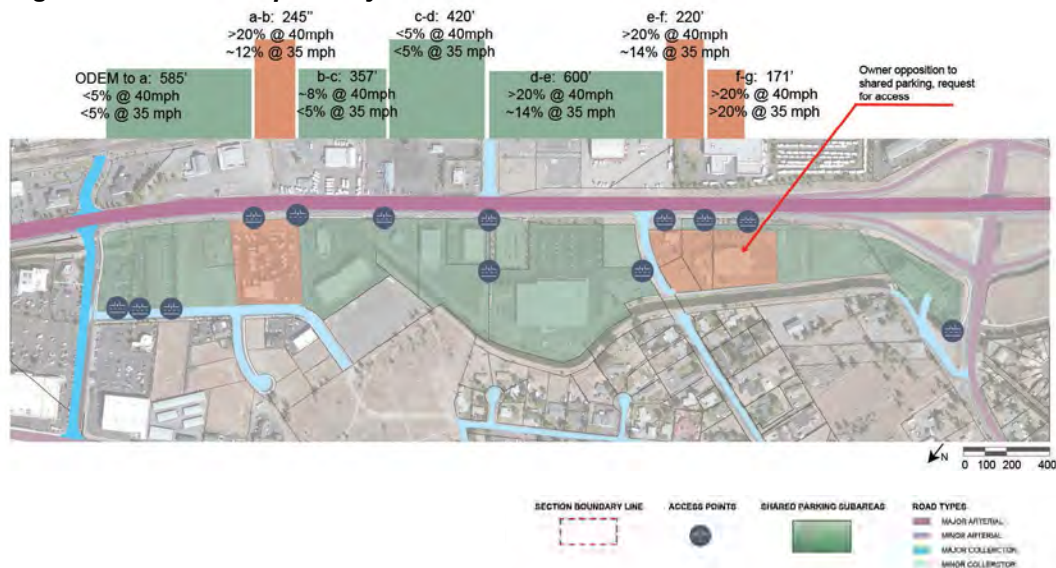 a-b: 245"
>20% @ 40mph
~12% @ 35 mph
c-d: 420'
<5% @ 40mph
<5% @ 35 mph
e-f: 220'
>20% @ 40mph
~14% @ 35 mph
ODEM to a: 585'
<5% @ 40mph
<5% @ 35 mph
b-c: 357'
~8% @ 40mph
<5% @ 35 mph
d-e: 600'
>20% @ 40mph
~14% @ 35 mph
f-g: 171'
>20% @ 40mph
>20% @ 35 mph
Owner opposition to
shared parking, request
for access
N
0 100 200 400
SECTION BOUNDARY LINE
ACCESS POINTS
SHARED PARKING SUBAREAS
ROAD TYPES
MAJOR ARTERIAL
MINOR ARTERIAL
MAJOR COLLERCTOR
MINOR COLLERSTOR